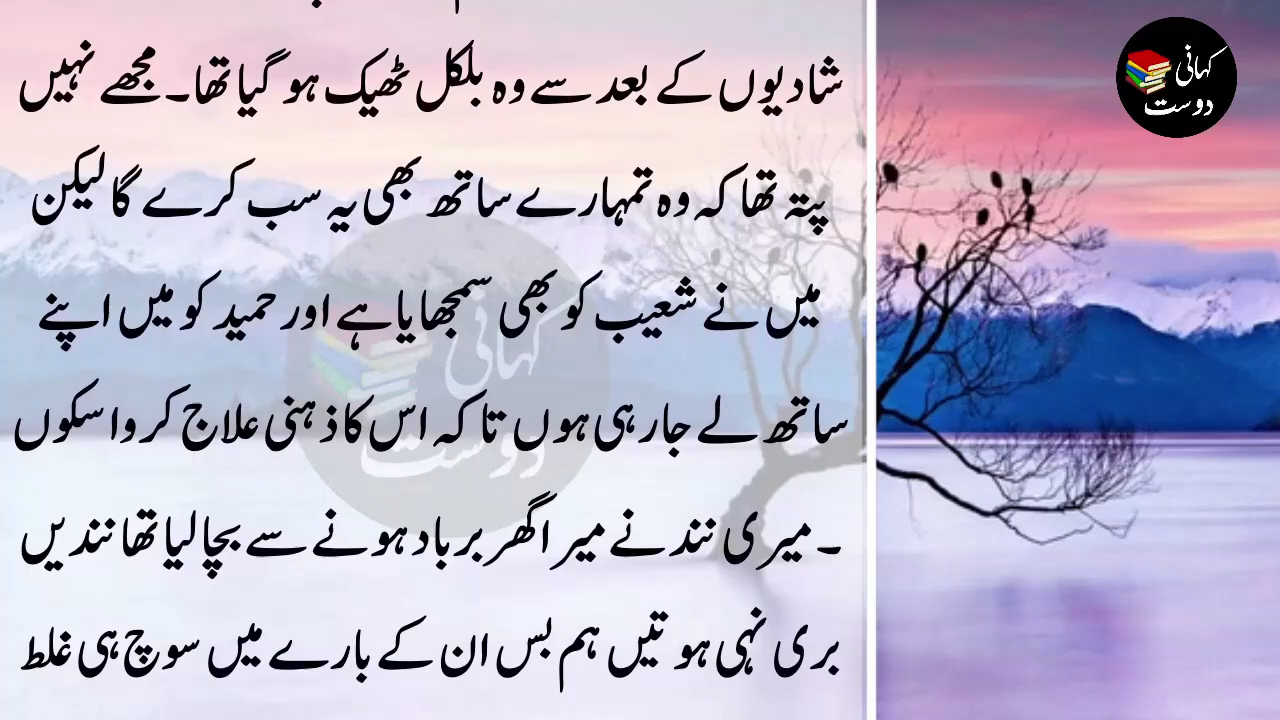 شادیوں کے بعد سے وہ بلکل ٹھیک ہو گیا تھا۔ مجھے نہیں
پتہ تھا کہ وہ تمہارے ساتھ بھی یہ سب کرے گا لیکن
میں نے شعیب کو بھی سمجھایا ہے اور حمید کو میں اپنے
ساتھ لے جا رہی ہوں تا کہ اس کا ذہنی علاج کروا سکوں
۔ میری نند نے میرا گھر برباد ہونے سے بچا لیا تھا نندیں
بری نہی ہوتیں ہم بس ان کے بارے میں سوچ ہی غلط
کہانی
دوست
کہانی
دوست